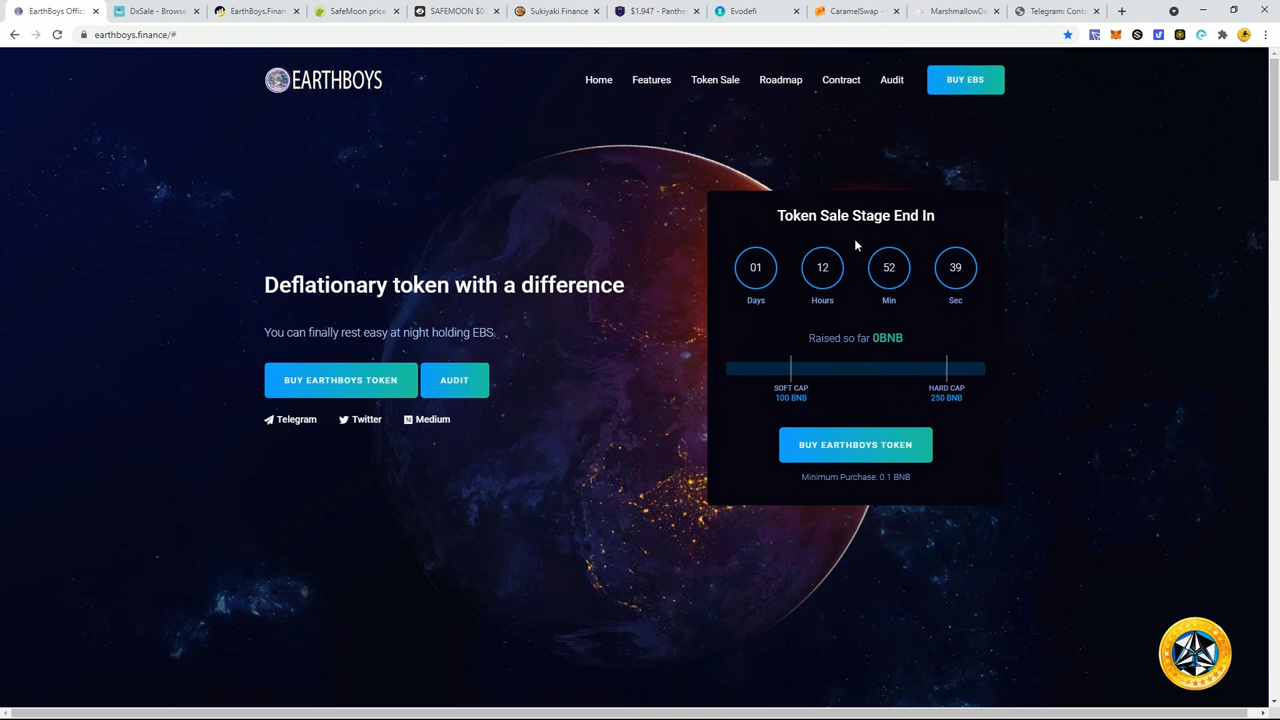 EarthBoys Offici
DxSale - Browse
EarthBoys.Finan
SafeMoon price,
SAFEMOON $0.
Sukiyaki Finance
$1.947 - Panthe
Evodefi
CaramelSwap -
MarshmallowDe
Telegram: Conta
earthboys.finance/#
EARTHBOYS
Home
Features
Token Sale
Roadmap
Contract
Audit
BUY EBS
Token Sale Stage End In
01 12 52 39
Days Hours Min Sec
Deflationary token with a difference
You can finally rest easy at night holding EBS.
Raised so far 0BNB
SOFT CAP HARD CAP
100 BNB 250 BNB
BUY EARTHBOYS TOKEN
AUDIT
Telegram Twitter Medium
BUY EARTHBOYS TOKEN
Minimum Purchase: 0.1 BNB